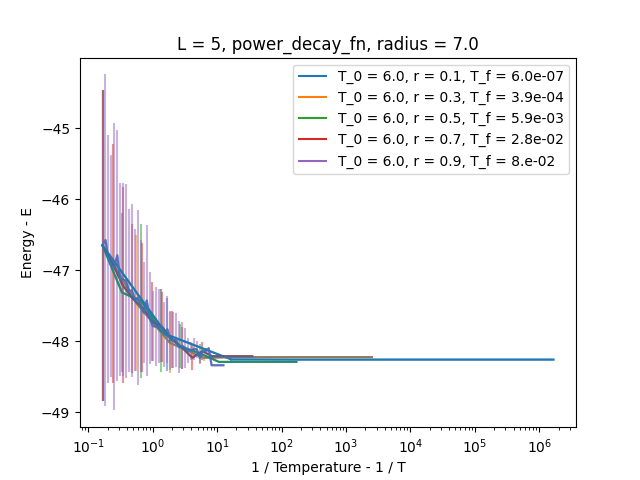 L = 5, power_decay_fn, radius = 7.0
T_0 = 6.0, r = 0.1, T_f = 6.0e-07
T_0 = 6.0, r = 0.3, T_f = 3.9e-04
T_0 = 6.0, r = 0.5, T_f = 5.9e-03
T_0 = 6.0, r = 0.7, T_f = 2.8e-02
T_0 = 6.0, r = 0.9, T_f = 8.e-02
Energy - E
−45
−46
−47
−48
−49
10⁻¹ 10⁰ 10¹ 10² 10³ 10⁴ 10⁵ 10⁶
1 / Temperature - 1 / T